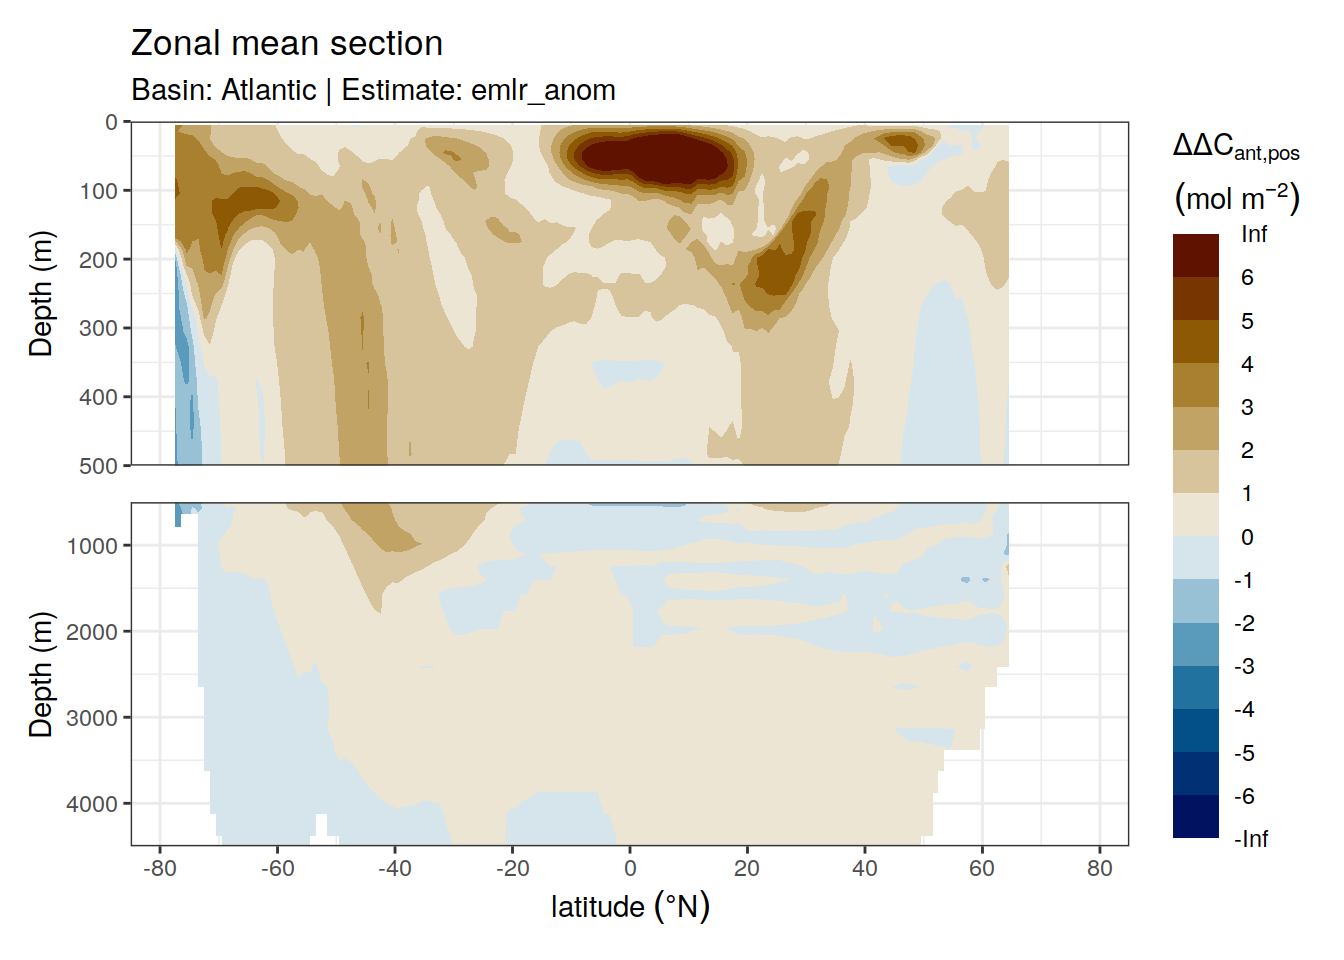 Zonal mean section
Basin: Atlantic | Estimate: emlr_anom
0
100
200
300
400
500
Depth (m)
1000
2000
3000
4000
Depth (m)
-80 -60 -40 -20 0 20 40 60 80
latitude (°N)
ΔΔCant,pos
(mol m−2)
Inf
6
5
4
3
2
1
0
-1
-2
-3
-4
-5
-6
-Inf